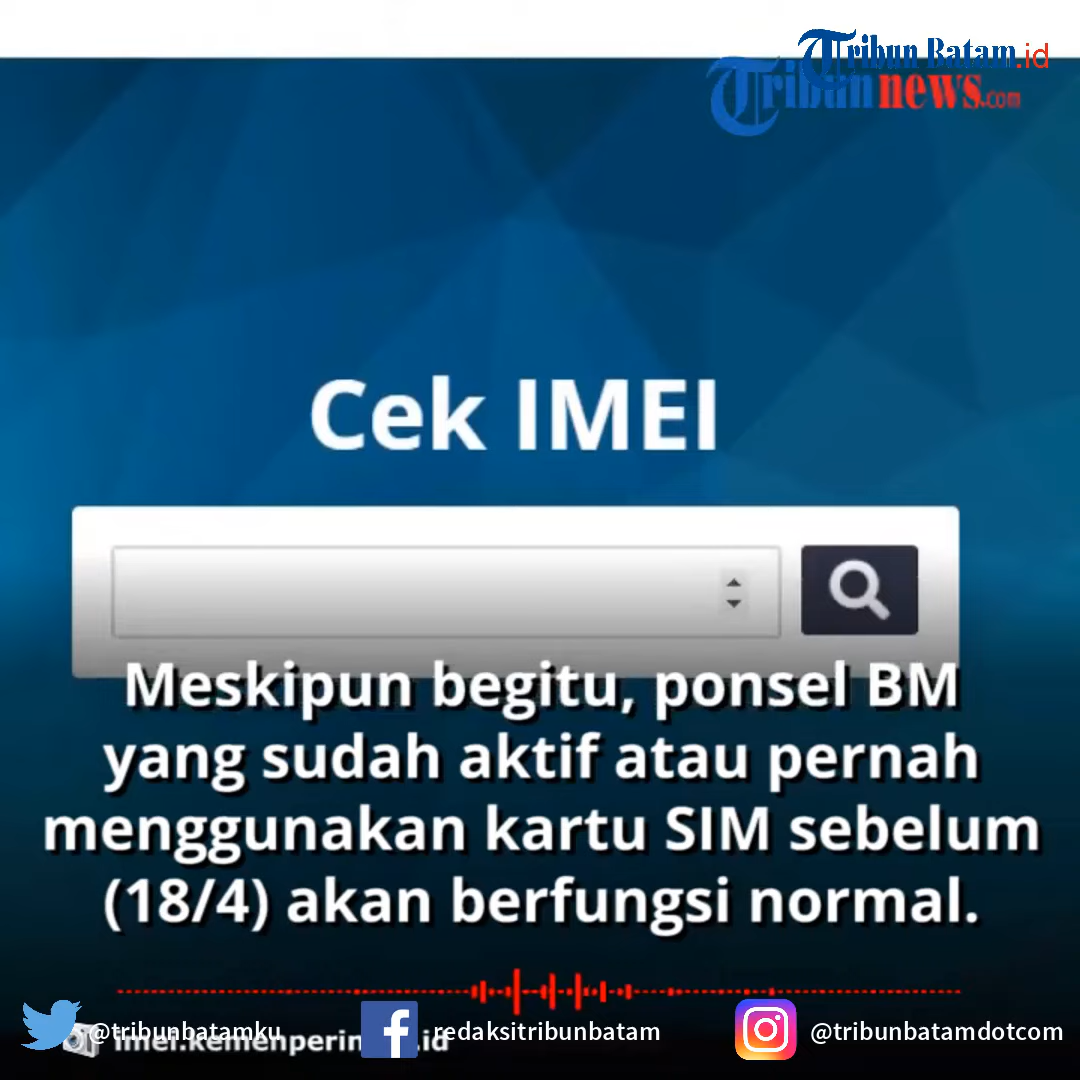 Tribun Batam.id
Tribunnews.com
Cek IMEI
Meskipun begitu, ponsel BM
yang sudah aktif atau pernah
menggunakan kartu SIM sebelum
(18/4) akan berfungsi normal.
@tribunbatamku
redaksitribunbatam
@tribunbatamdotcom